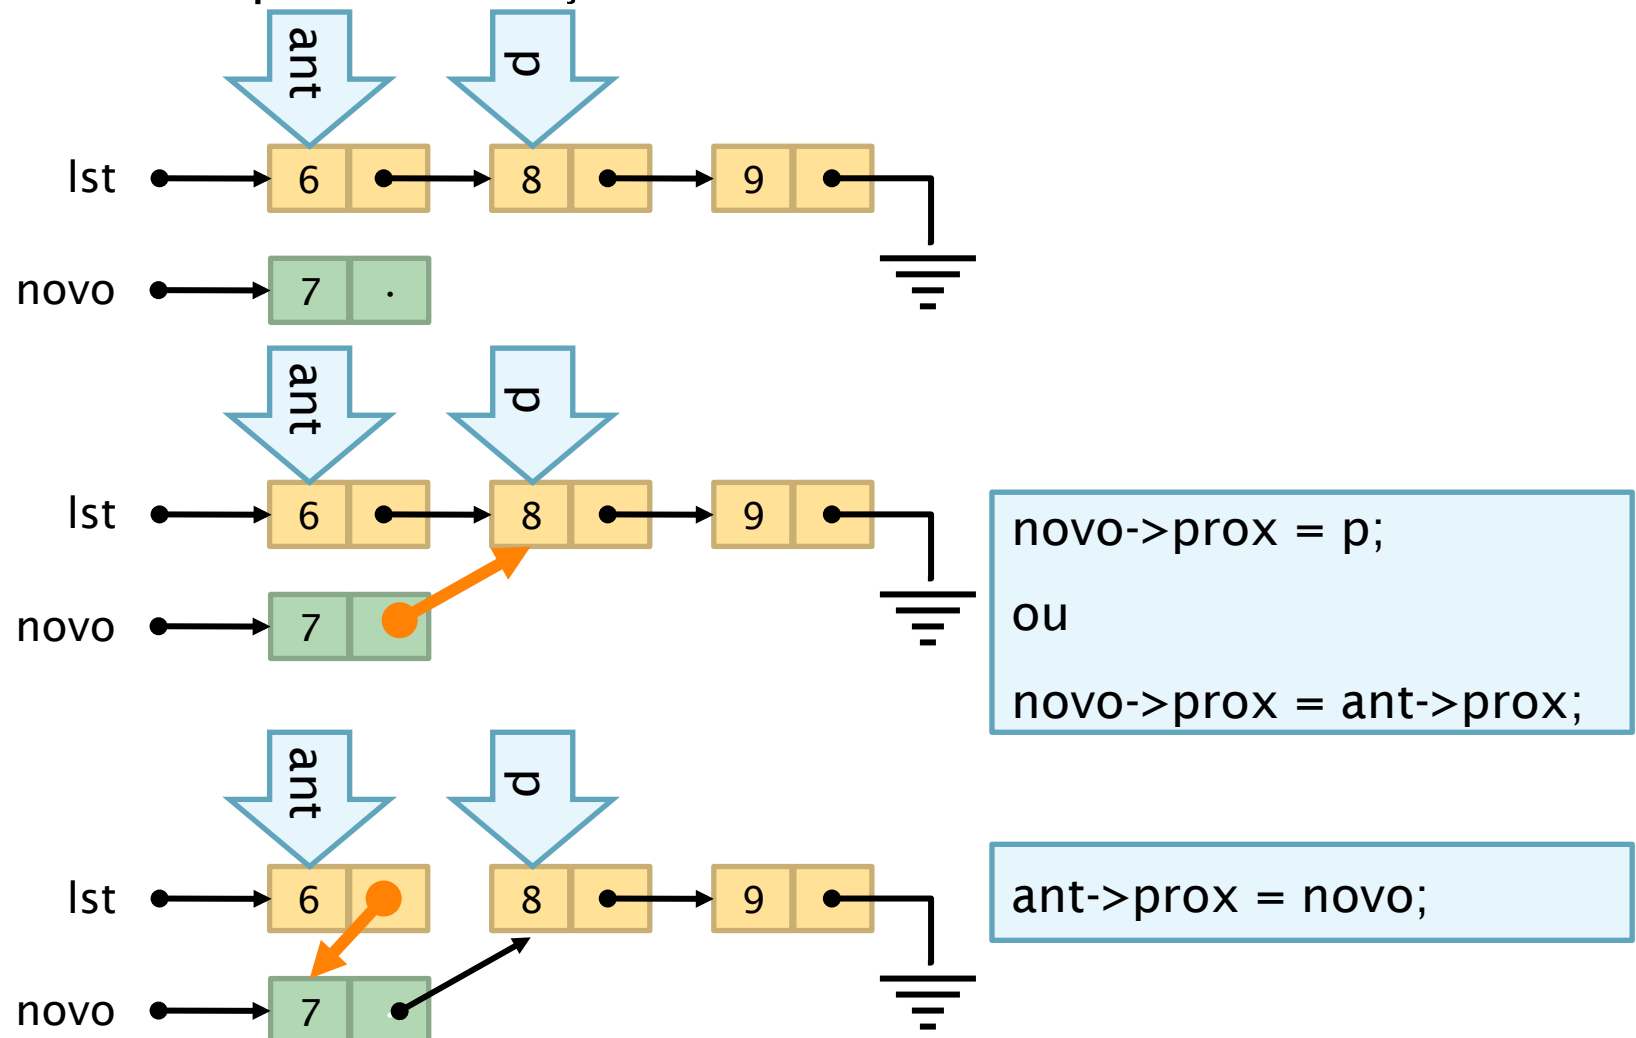 ant
p
lst
6
8
9
novo
7
ant
p
lst
6
8
9
novo
7
novo->prox = p;
ou
novo->prox = ant->prox;
ant
p
lst
6
8
9
novo
7
ant->prox = novo;